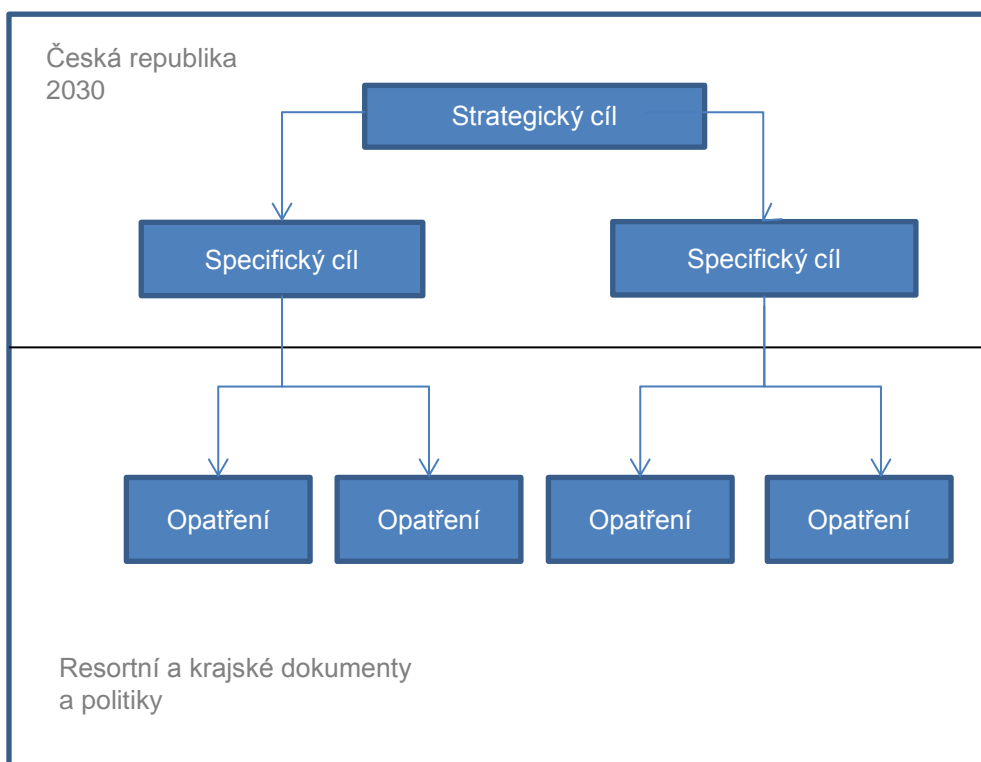 Česká republika
2030
Strategický cíl
Specifický cíl
Specifický cíl
Opatření
Opatření
Opatření
Opatření
Resortní a krajské dokumenty
a politiky